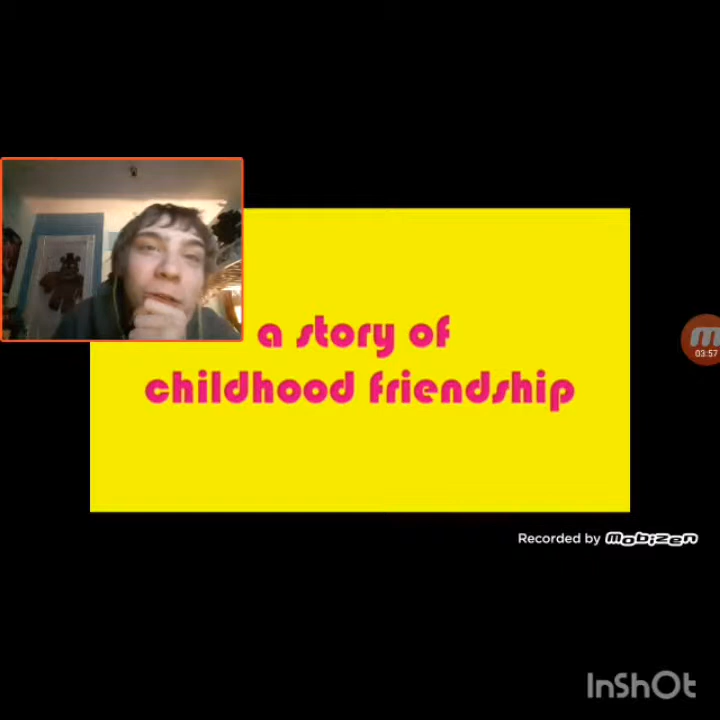 a story of
childhood friendship
03:57
Recorded by mobizen
InShOt